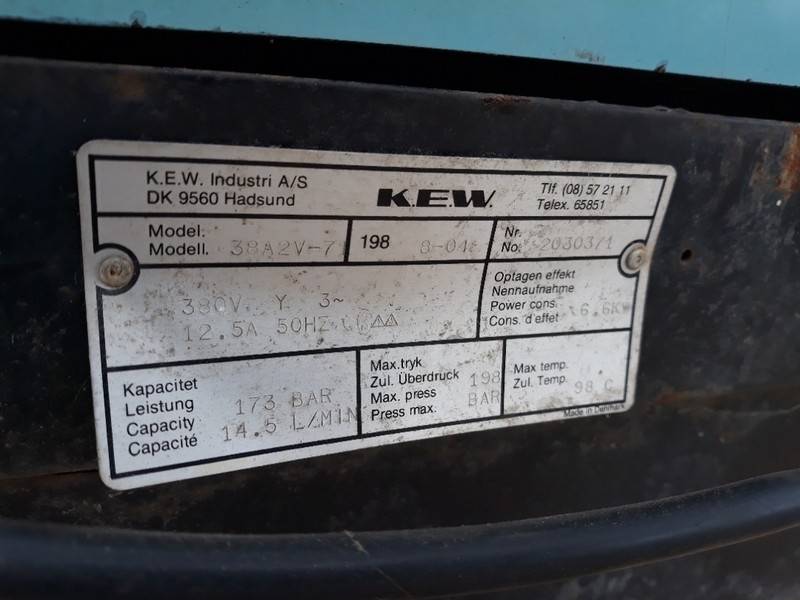 K.E.W. Industri A/S
DK 9560 Hadsund
K.E.W.
Tlf. (08) 57 21 11
Telex. 65851
Model.
Modell. 38A2V-7
198 8-04
Nr.
No. 203037/1
380V Y 3~
12.5A 50HZ
Optagen effekt
Nennaufnahme
Power cons.
Cons. d'effet 6.6K
Kapacitet
Leistung
Capacity
Capacité
173 BAR
14.5 L/MIN
Max.tryk
Zul. Überdruck
Max. press
Press max.
198
BAR
Max temp.
Zul. Temp.
98 C
Made in Denmark